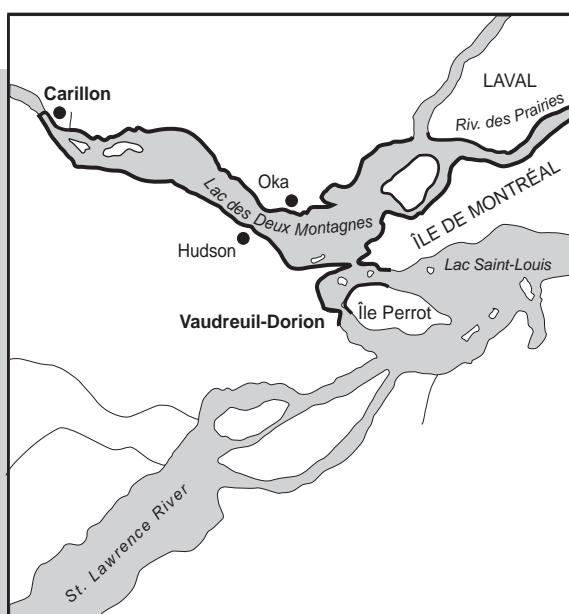 Carillon
LAVAL
Riv. des Prairies
Oka
Lac des Deux Montagnes
ÎLE DE MONTRÉAL
Hudson
Lac Saint-Louis
Vaudreuil-Dorion
Île Perrot
St. Lawrence River